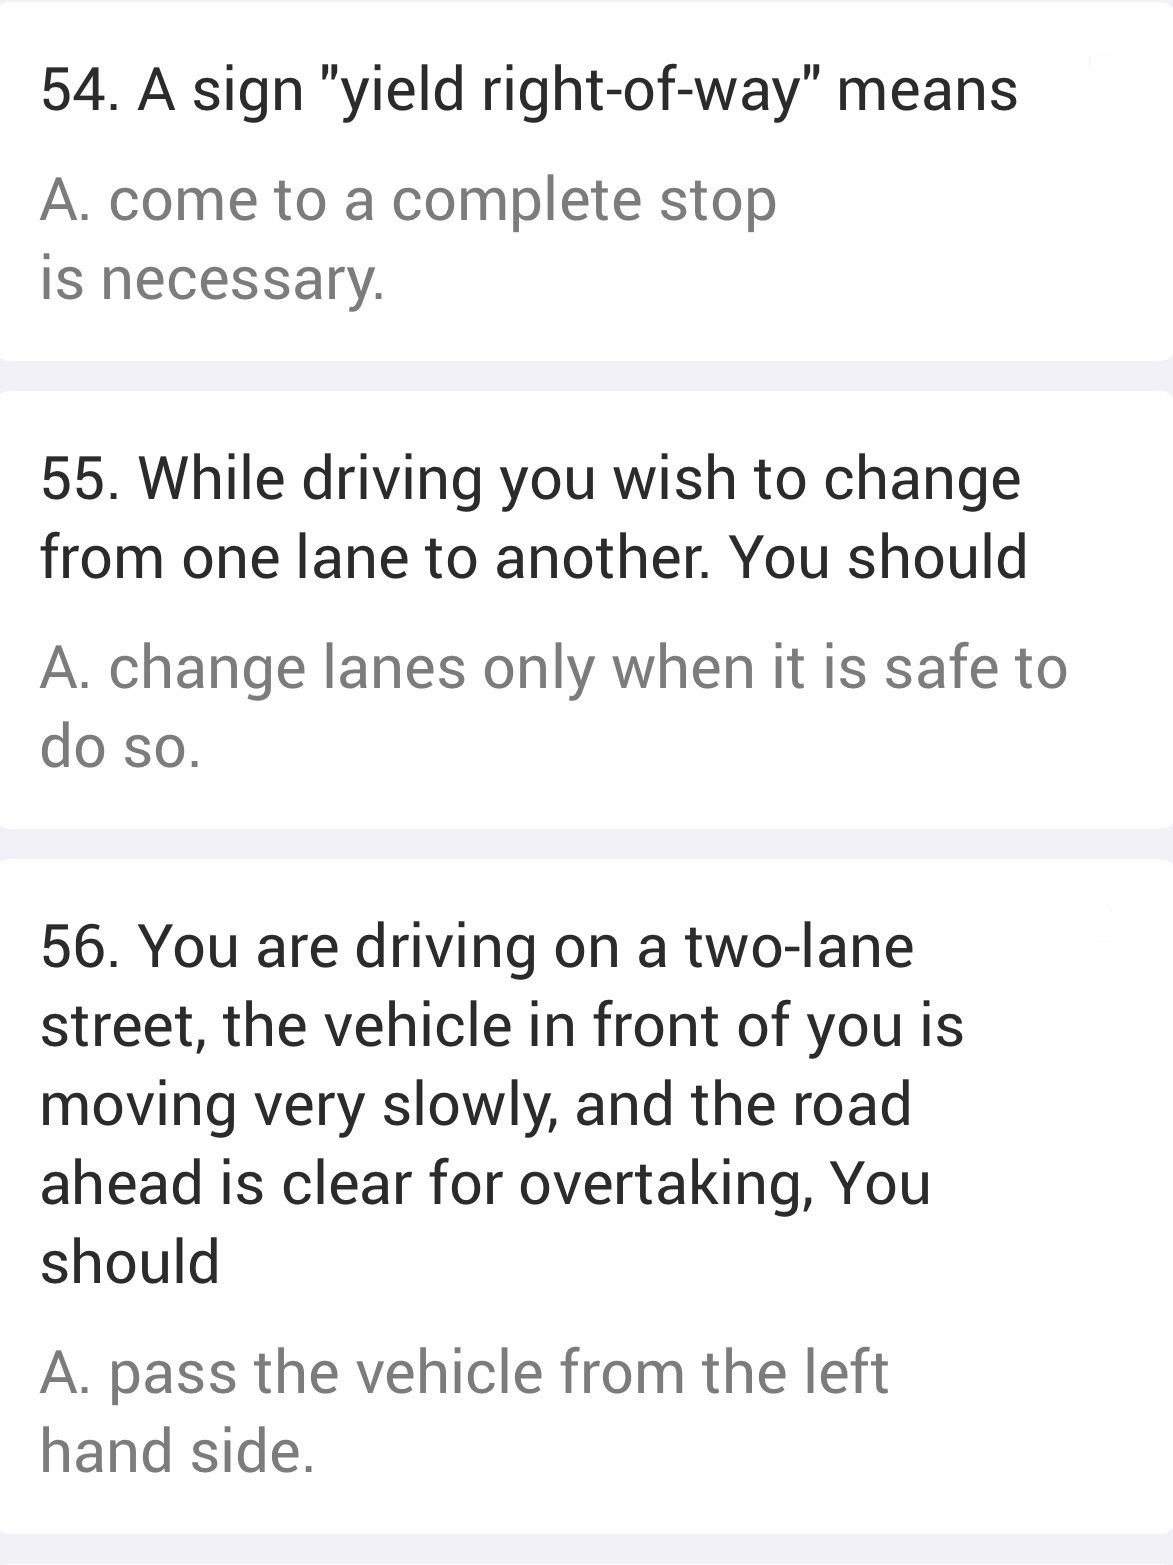 54. A sign "yield right-of-way" means
A. come to a complete stop
is necessary.
55. While driving you wish to change
from one lane to another. You should
A. change lanes only when it is safe to
do so.
56. You are driving on a two-lane
street, the vehicle in front of you is
moving very slowly, and the road
ahead is clear for overtaking, You
should
A. pass the vehicle from the left
hand side.